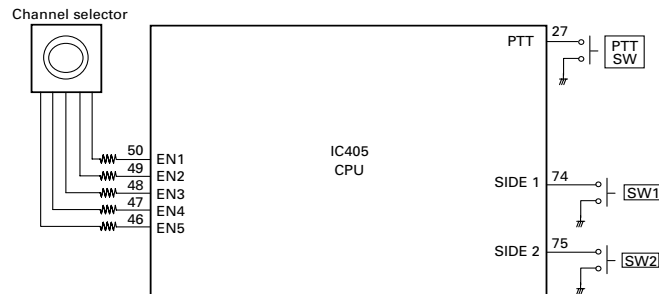 Channel selector
PTT
27
PTT
SW
IC405
CPU
50
EN1
49
EN2
48
EN3
47
EN4
46
EN5
SIDE 1
74
SW1
SIDE 2
75
SW2